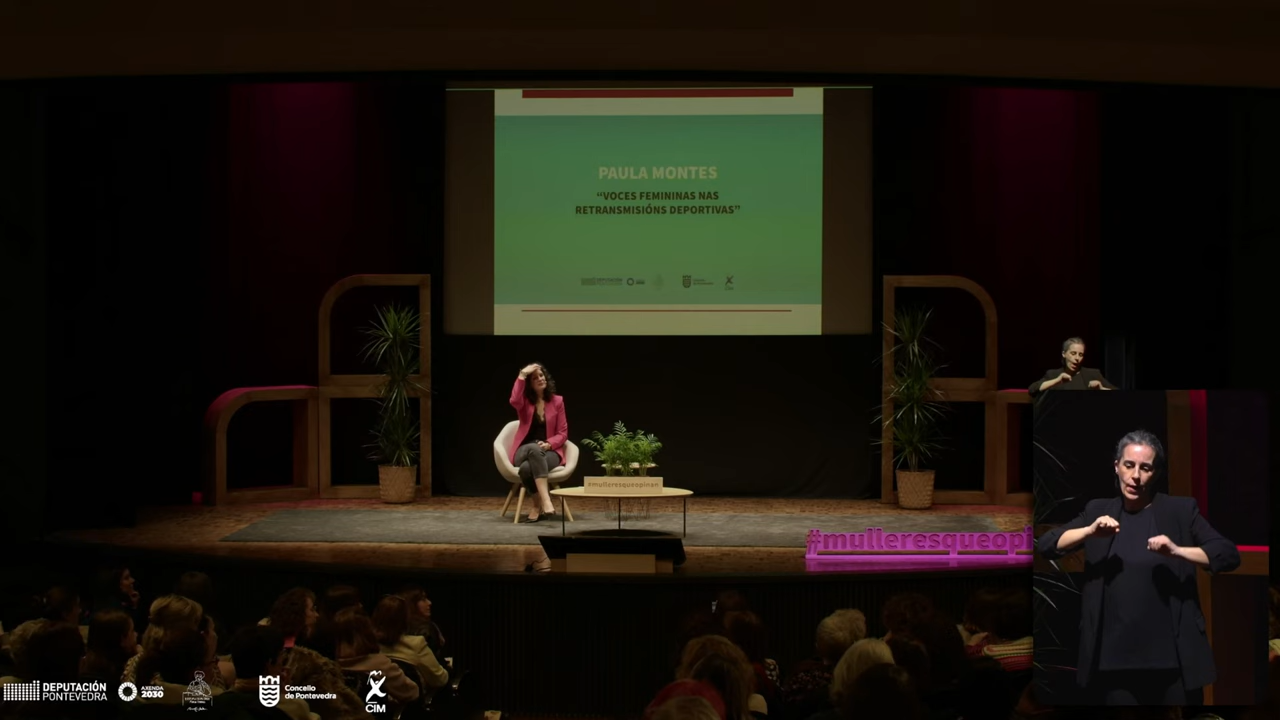 PAULA MONTES
“VOCES FEMININAS NAS
RETRANSMISIÓNS DEPORTIVAS”
#mulleresqueopinan
#mulleresqueopi
DEPUTACIÓN
PONTEVEDRA
AXENDA
2030
Concello
de Pontevedra
CIM